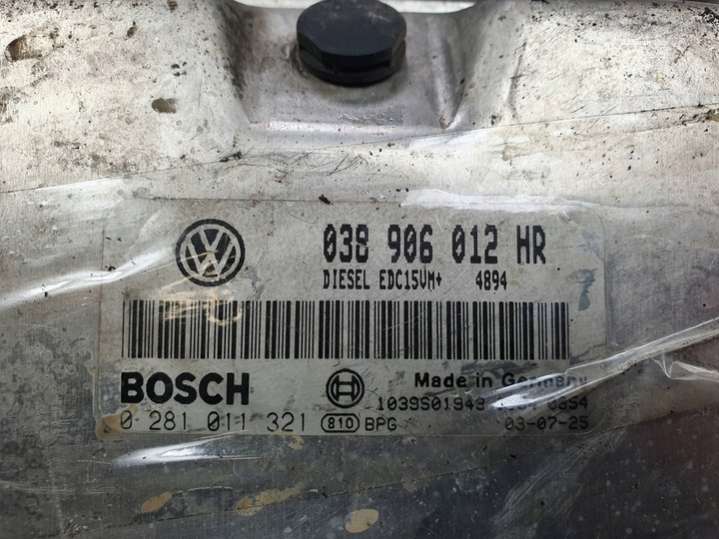 038 906 012 HR
DIESEL EDC15VM+ 4894
BOSCH Made in Germany
1039S01949
0 281 011 321 810 BPG 03-07-25